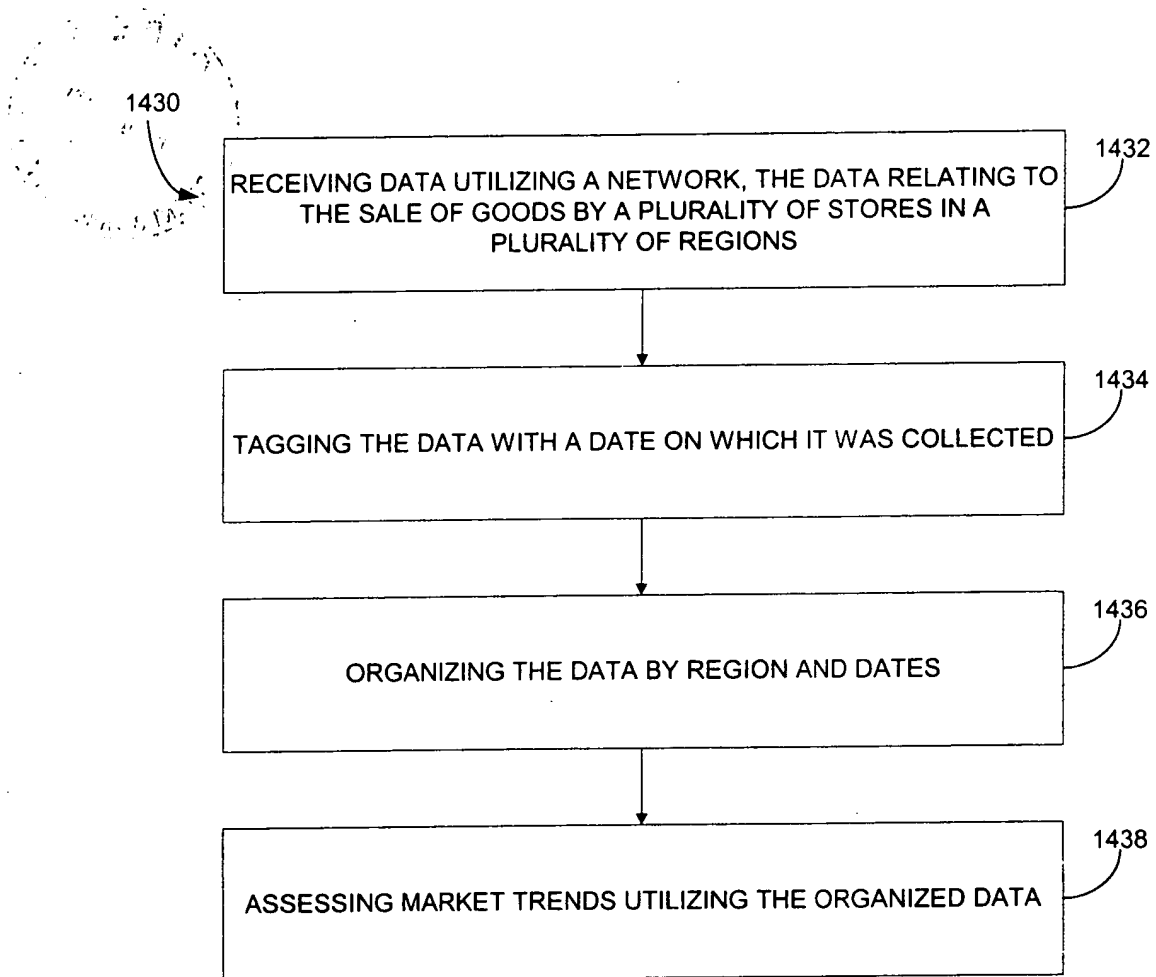 1430
1432
RECEIVING DATA UTILIZING A NETWORK, THE DATA RELATING TO
THE SALE OF GOODS BY A PLURALITY OF STORES IN A
PLURALITY OF REGIONS
1434
TAGGING THE DATA WITH A DATE ON WHICH IT WAS COLLECTED
1436
ORGANIZING THE DATA BY REGION AND DATES
1438
ASSESSING MARKET TRENDS UTILIZING THE ORGANIZED DATA